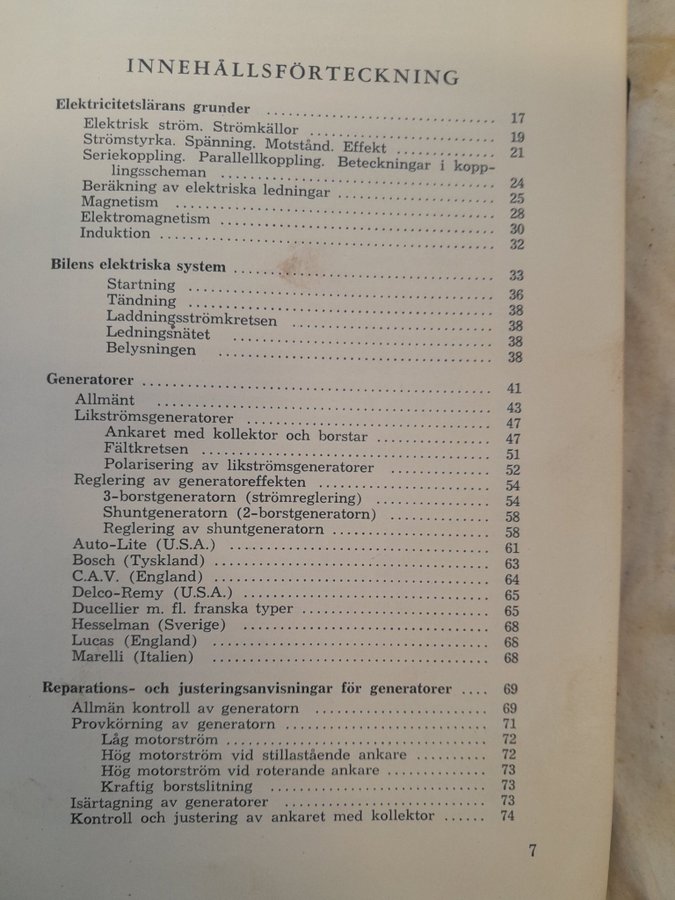 INNEHÅLLSFÖRTECKNING
Elektricitetslärans grunder .............................. 17
Elektrisk ström. Strömkällor .............................. 19
Strömstyrka. Spänning. Motstånd. Effekt .............. 21
Seriekoppling. Parallellkoppling. Beteckningar i kopp-
lingsscheman .............................. 24
Beräkning av elektriska ledningar .............................. 25
Magnetism .............................. 28
Elektromagnetism .............................. 30
Induktion .............................. 32
Bilens elektriska system .............................. 33
Startning .............................. 36
Tändning .............................. 38
Laddningsströmkretsen .............................. 38
Ledningsnätet .............................. 38
Belysningen .............................. 38
Generatorer .............................. 41
Allmänt .............................. 43
Likströmsgeneratorer .............................. 47
Ankaret med kollektor och borstar .............. 47
Fältkretsen .............................. 51
Polarisering av likströmsgeneratorer .............. 52
Reglering av generatoreffekten .............................. 54
3-borstgeneratorn (strömreglering) .............. 54
Shuntgeneratorn (2-borstgeneratorn) .............. 58
Reglering av shuntgeneratorn .............................. 58
Auto-Lite (U.S.A.) .............................. 61
Bosch (Tyskland) .............................. 63
C.A.V. (England) .............................. 64
Delco-Remy (U.S.A.) .............................. 65
Ducellier m. fl. franska typer .............................. 65
Hesselman (Sverige) .............................. 68
Lucas (England) .............................. 68
Marelli (Italien) .............................. 68
Reparations- och justeringsanvisningar för generatorer .... 69
Allmän kontroll av generatorn .............................. 69
Provkörning av generatorn .............................. 71
Låg motorström .............................. 72
Hög motorström vid stillastående ankare .............. 72
Hög motorström vid roterande ankare .............. 73
Kraftig borstslitning .............................. 73
Isärtagning av generatorer .............................. 73
Kontroll och justering av ankaret med kollektor ...... 74
7